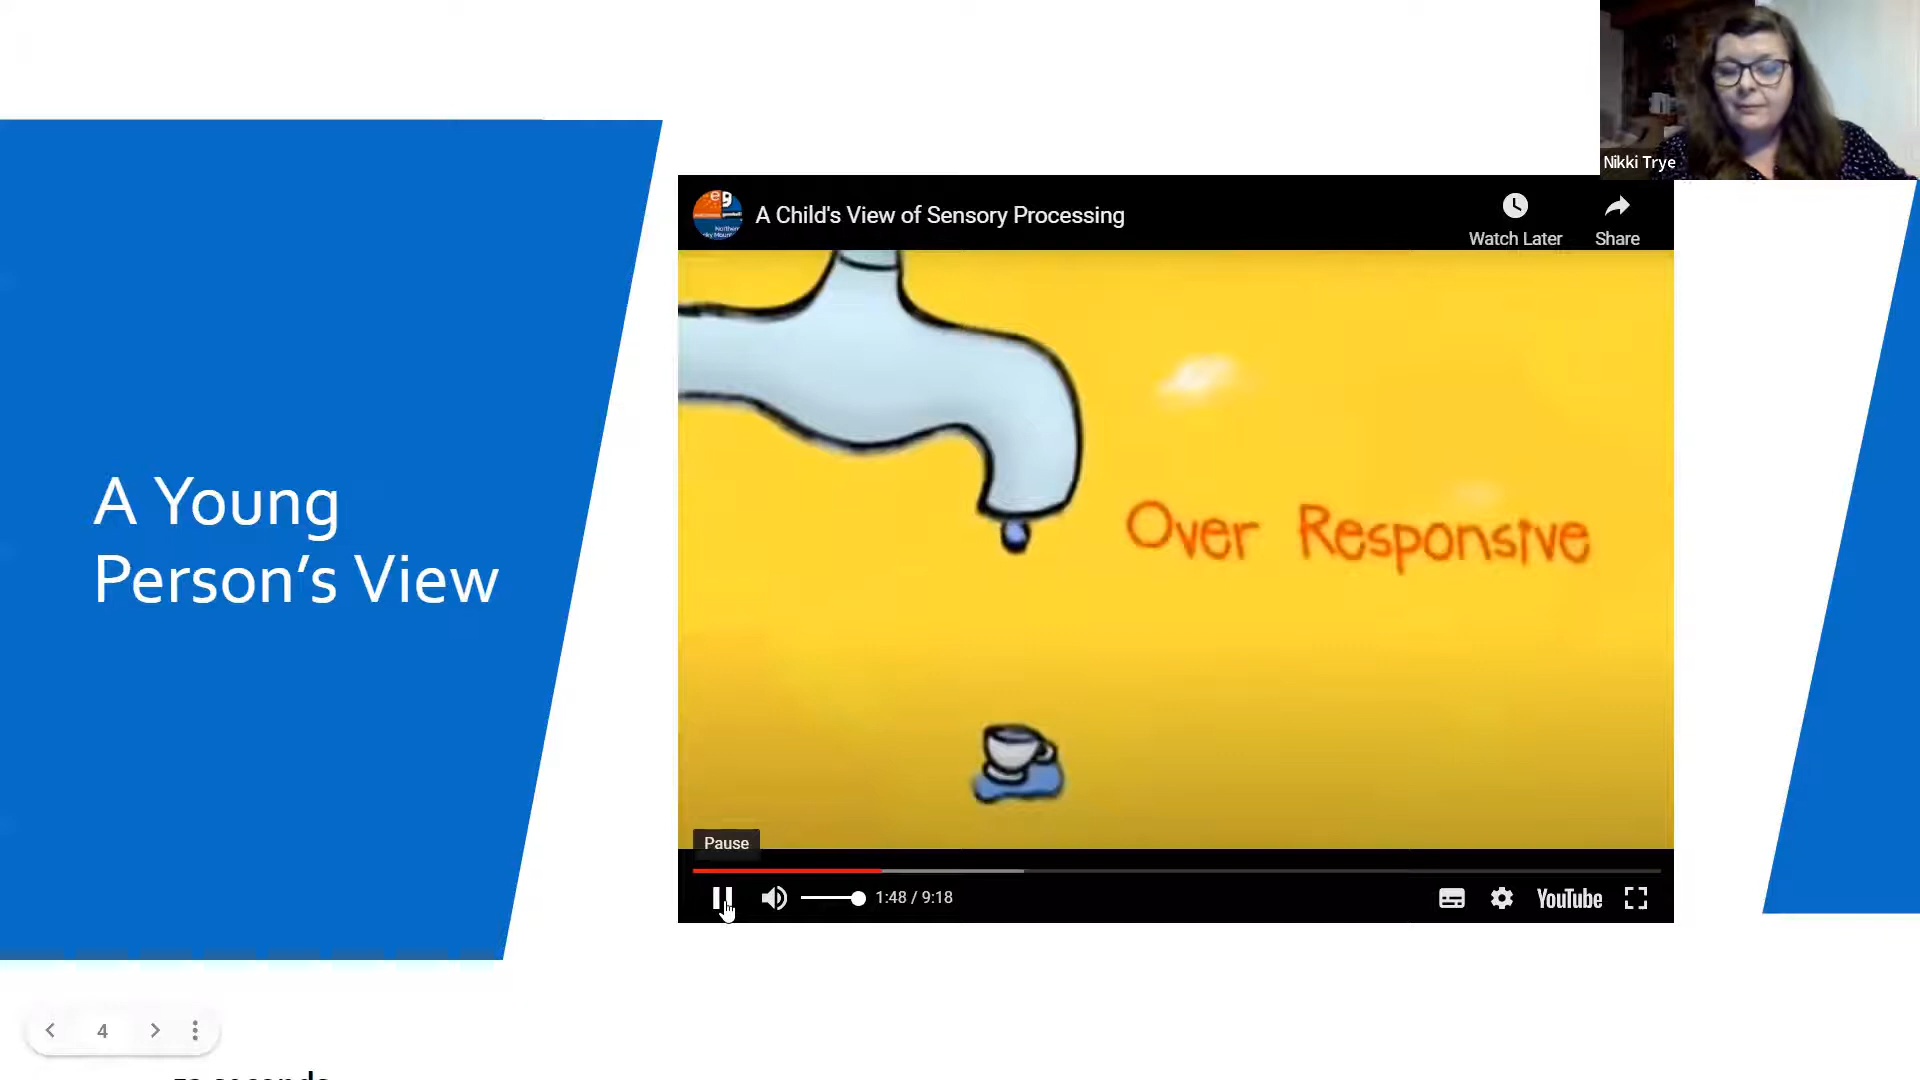 Nikki Trye
A Child's View of Sensory Processing
Watch Later
Share
Over Responsive
A Young
Person’s View
Pause
1:48 / 9:18
YouTube
4